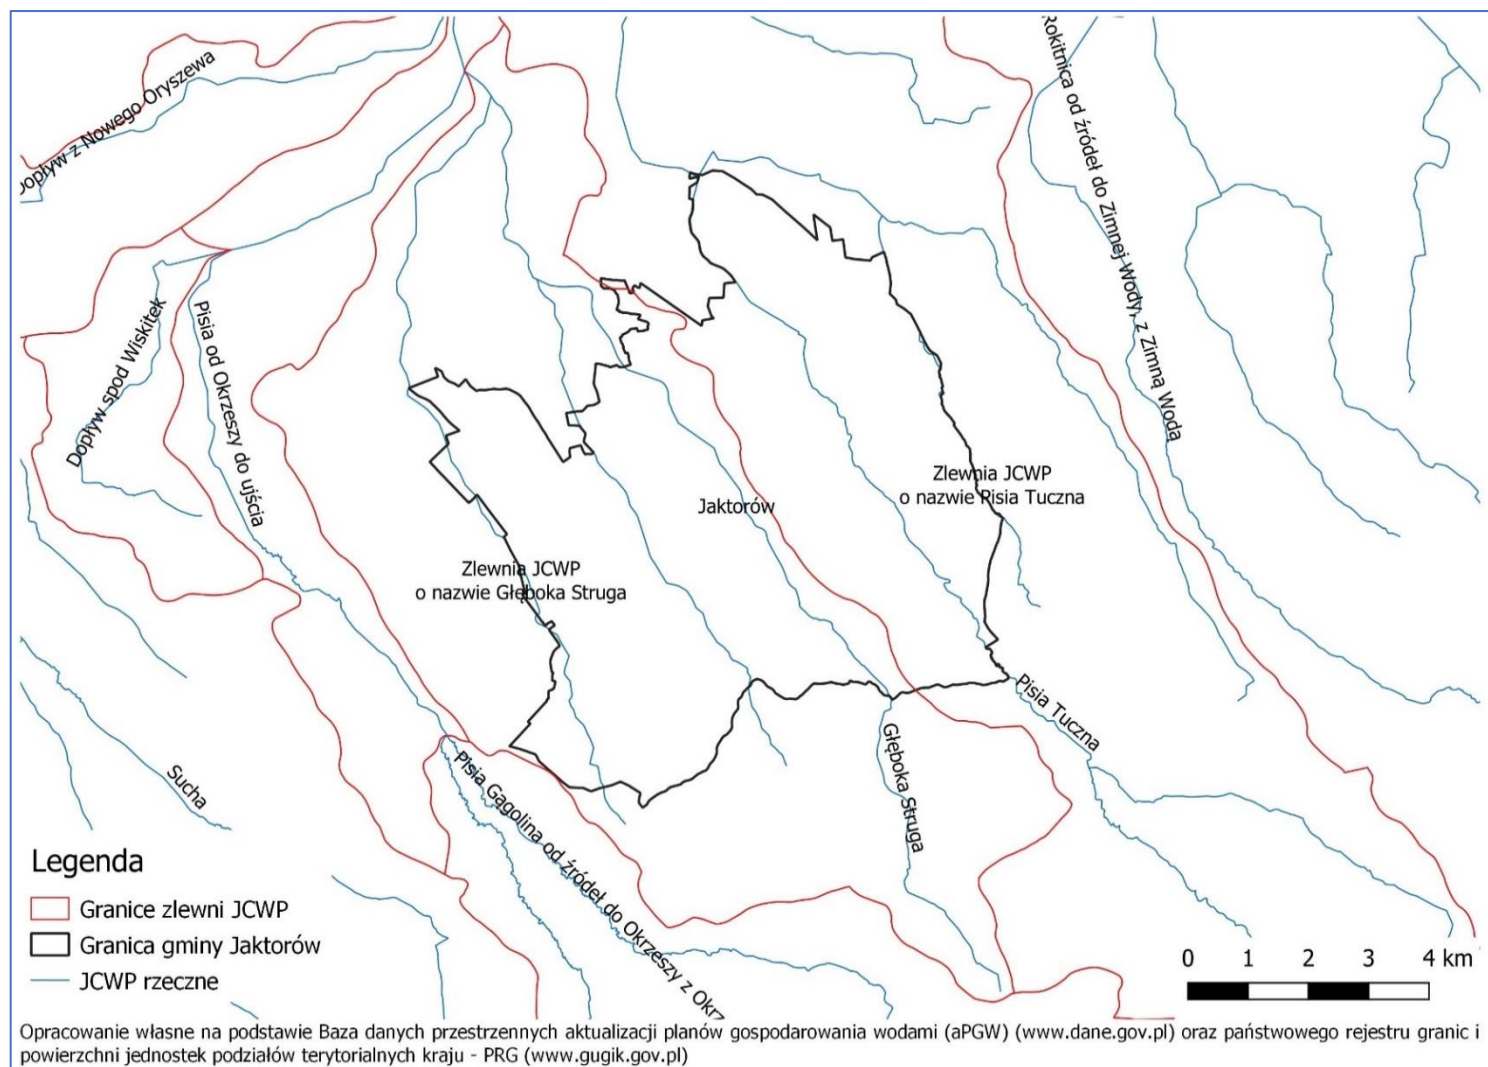 Dopływ z Nowego Oryszewa
Rokitnica od źródeł do Zimnej Wody, z Zimną Wodą
Dopływ spod Wiskitek
Pisia od Okrzeszy do ujścia
Zlewnia JCWP
o nazwie Pisia Tuczna
Jaktorów
Zlewnia JCWP
o nazwie Głęboka Struga
Pisia Tuczna
Głęboka Struga
Sucha
Pisia Gągolina od źródeł do Okrzeszy z Okrz
Legenda
Granice zlewni JCWP
Granica gminy Jaktorów
JCWP rzeczne
0 1 2 3 4 km
Opracowanie własne na podstawie Baza danych przestrzennych aktualizacji planów gospodarowania wodami (aPGW) (www.dane.gov.pl) oraz państwowego rejestru granic i
powierzchni jednostek podziałów terytorialnych kraju - PRG (www.gugik.gov.pl)